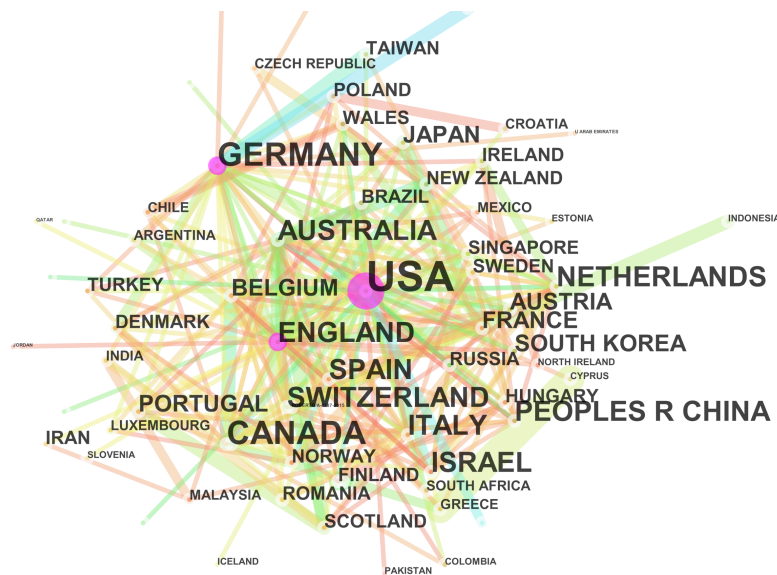 TAIWAN
CZECH REPUBLIC
POLAND
WALES
CROATIA
JAPAN
U ARAB EMIRATES
GERMANY
IRELAND
NEW ZEALAND
BRAZIL
CHILE
MEXICO
QATAR
ESTONIA
INDONESIA
ARGENTINA
AUSTRALIA
SINGAPORE
SWEDEN
USA
NETHERLANDS
TURKEY
BELGIUM
AUSTRIA
DENMARK
FRANCE
ENGLAND
SOUTH KOREA
JORDAN
INDIA
RUSSIA
NORTH IRELAND
SPAIN
CYPRUS
SWITZERLAND
HUNGARY
PORTUGAL
PEOPLES R CHINA
LUXEMBOURG
ITALY
CANADA
IRAN
SLOVENIA
NORWAY
ISRAEL
FINLAND
SOUTH AFRICA
MALAYSIA
ROMANIA
GREECE
SCOTLAND
ICELAND
COLOMBIA
PAKISTAN